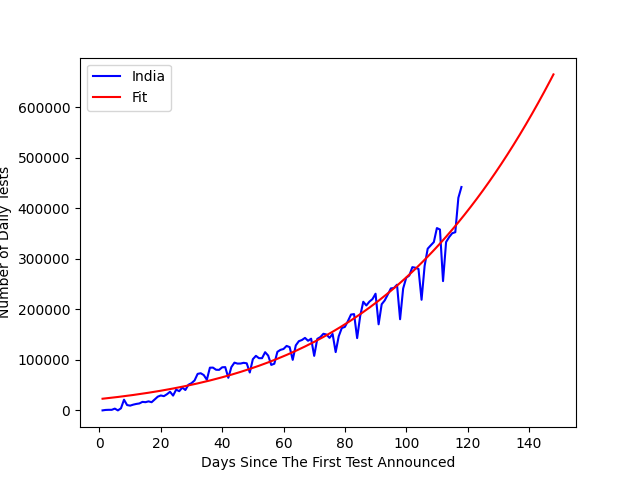 India
Fit
600000
500000
400000
300000
200000
100000
0
Number of Daily Tests
0 20 40 60 80 100 120 140
Days Since The First Test Announced